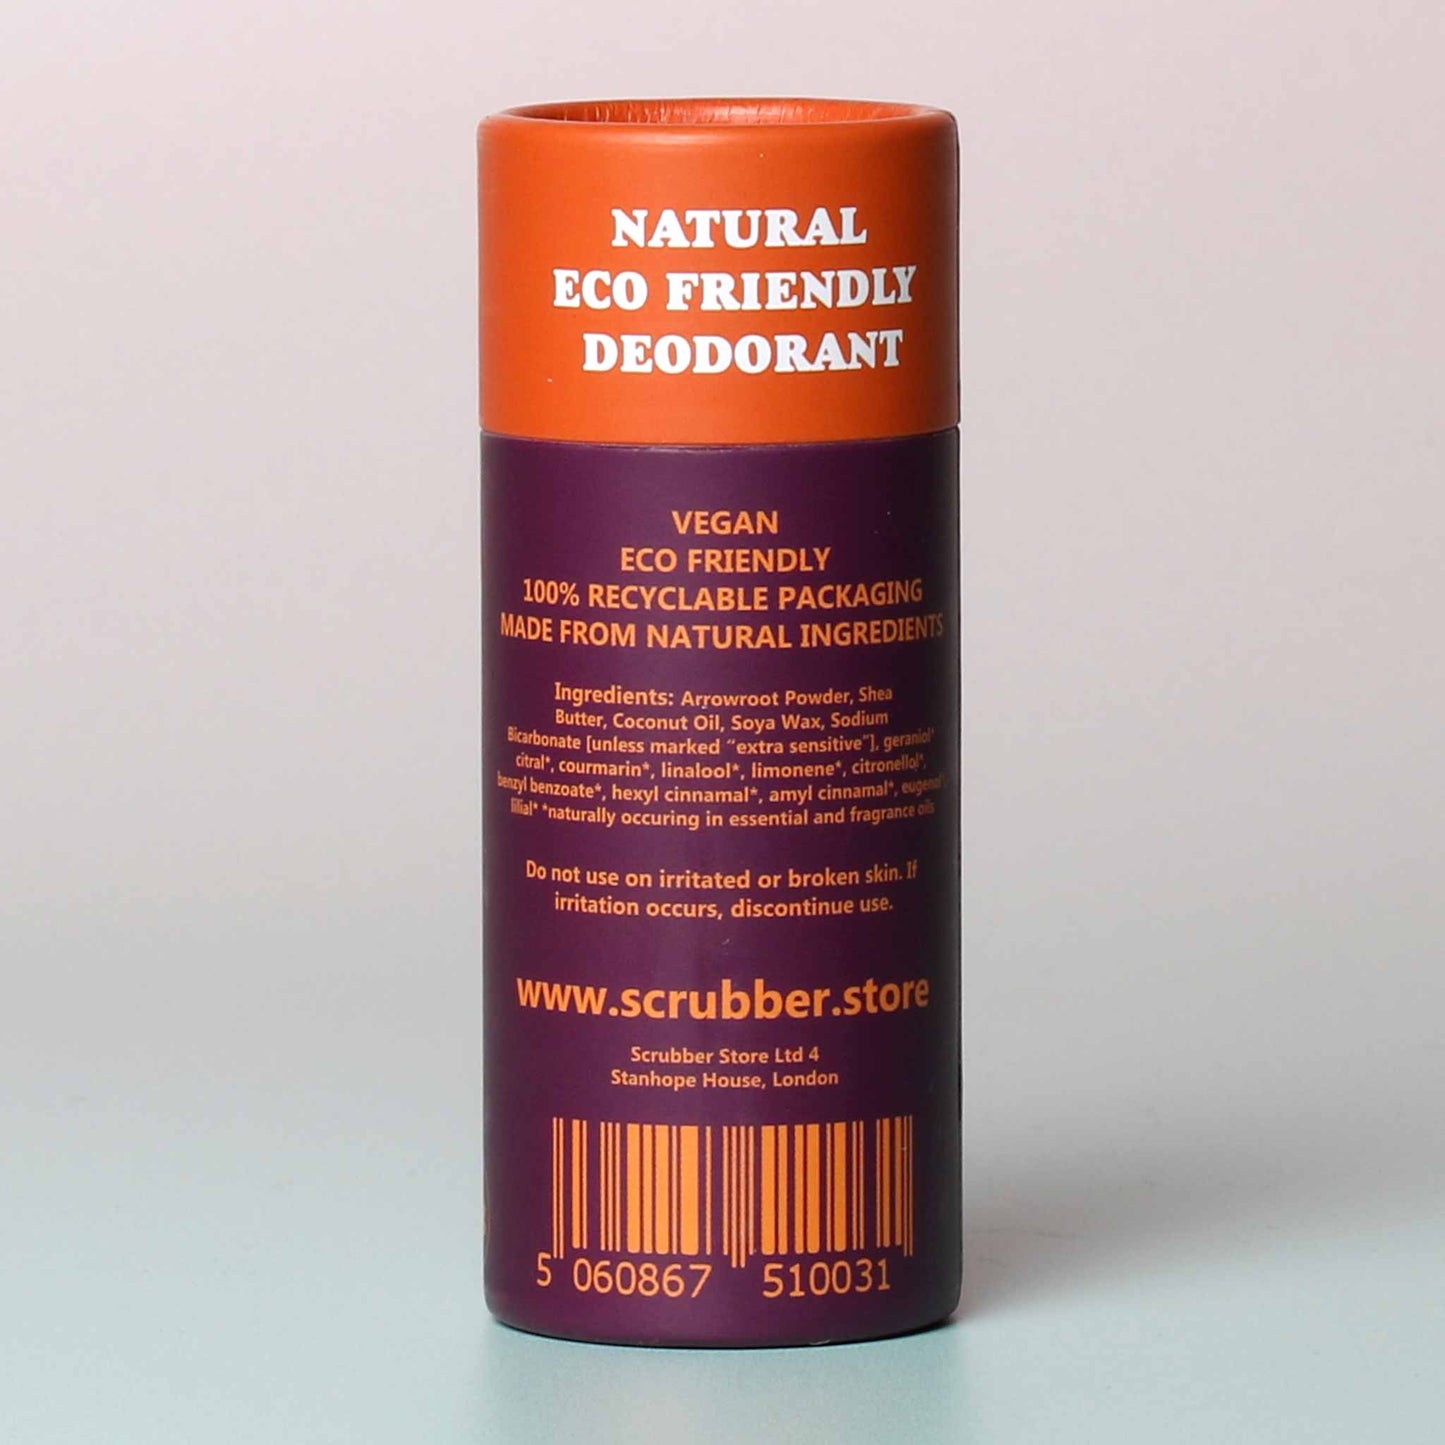 NATURAL
ECO FRIENDLY
DEODORANT
VEGAN
ECO FRIENDLY
100% RECYCLABLE PACKAGING
MADE FROM NATURAL INGREDIENTS
Ingredients: Arrowroot Powder, Shea
Butter, Coconut Oil, Soya Wax, Sodium
Bicarbonate [unless marked “extra sensitive”], geraniol*
citral*, courmarin*, linalool*, limonene*, citronellol*,
benzyl benzoate*, hexyl cinnamal*, amyl cinnamal*, eugenol*,
lillial* *naturally occuring in essential and fragrance oils
Do not use on irritated or broken skin. If
irritation occurs, discontinue use.
www.scrubber.store
Scrubber Store Ltd 4
Stanhope House, London
5 060867 510031